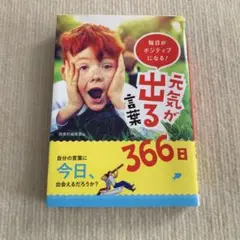 毎日が
ポジティブ
になる!
元気が
出る
言葉
366日
自分の言葉に
今日、
出会えるだろうか?